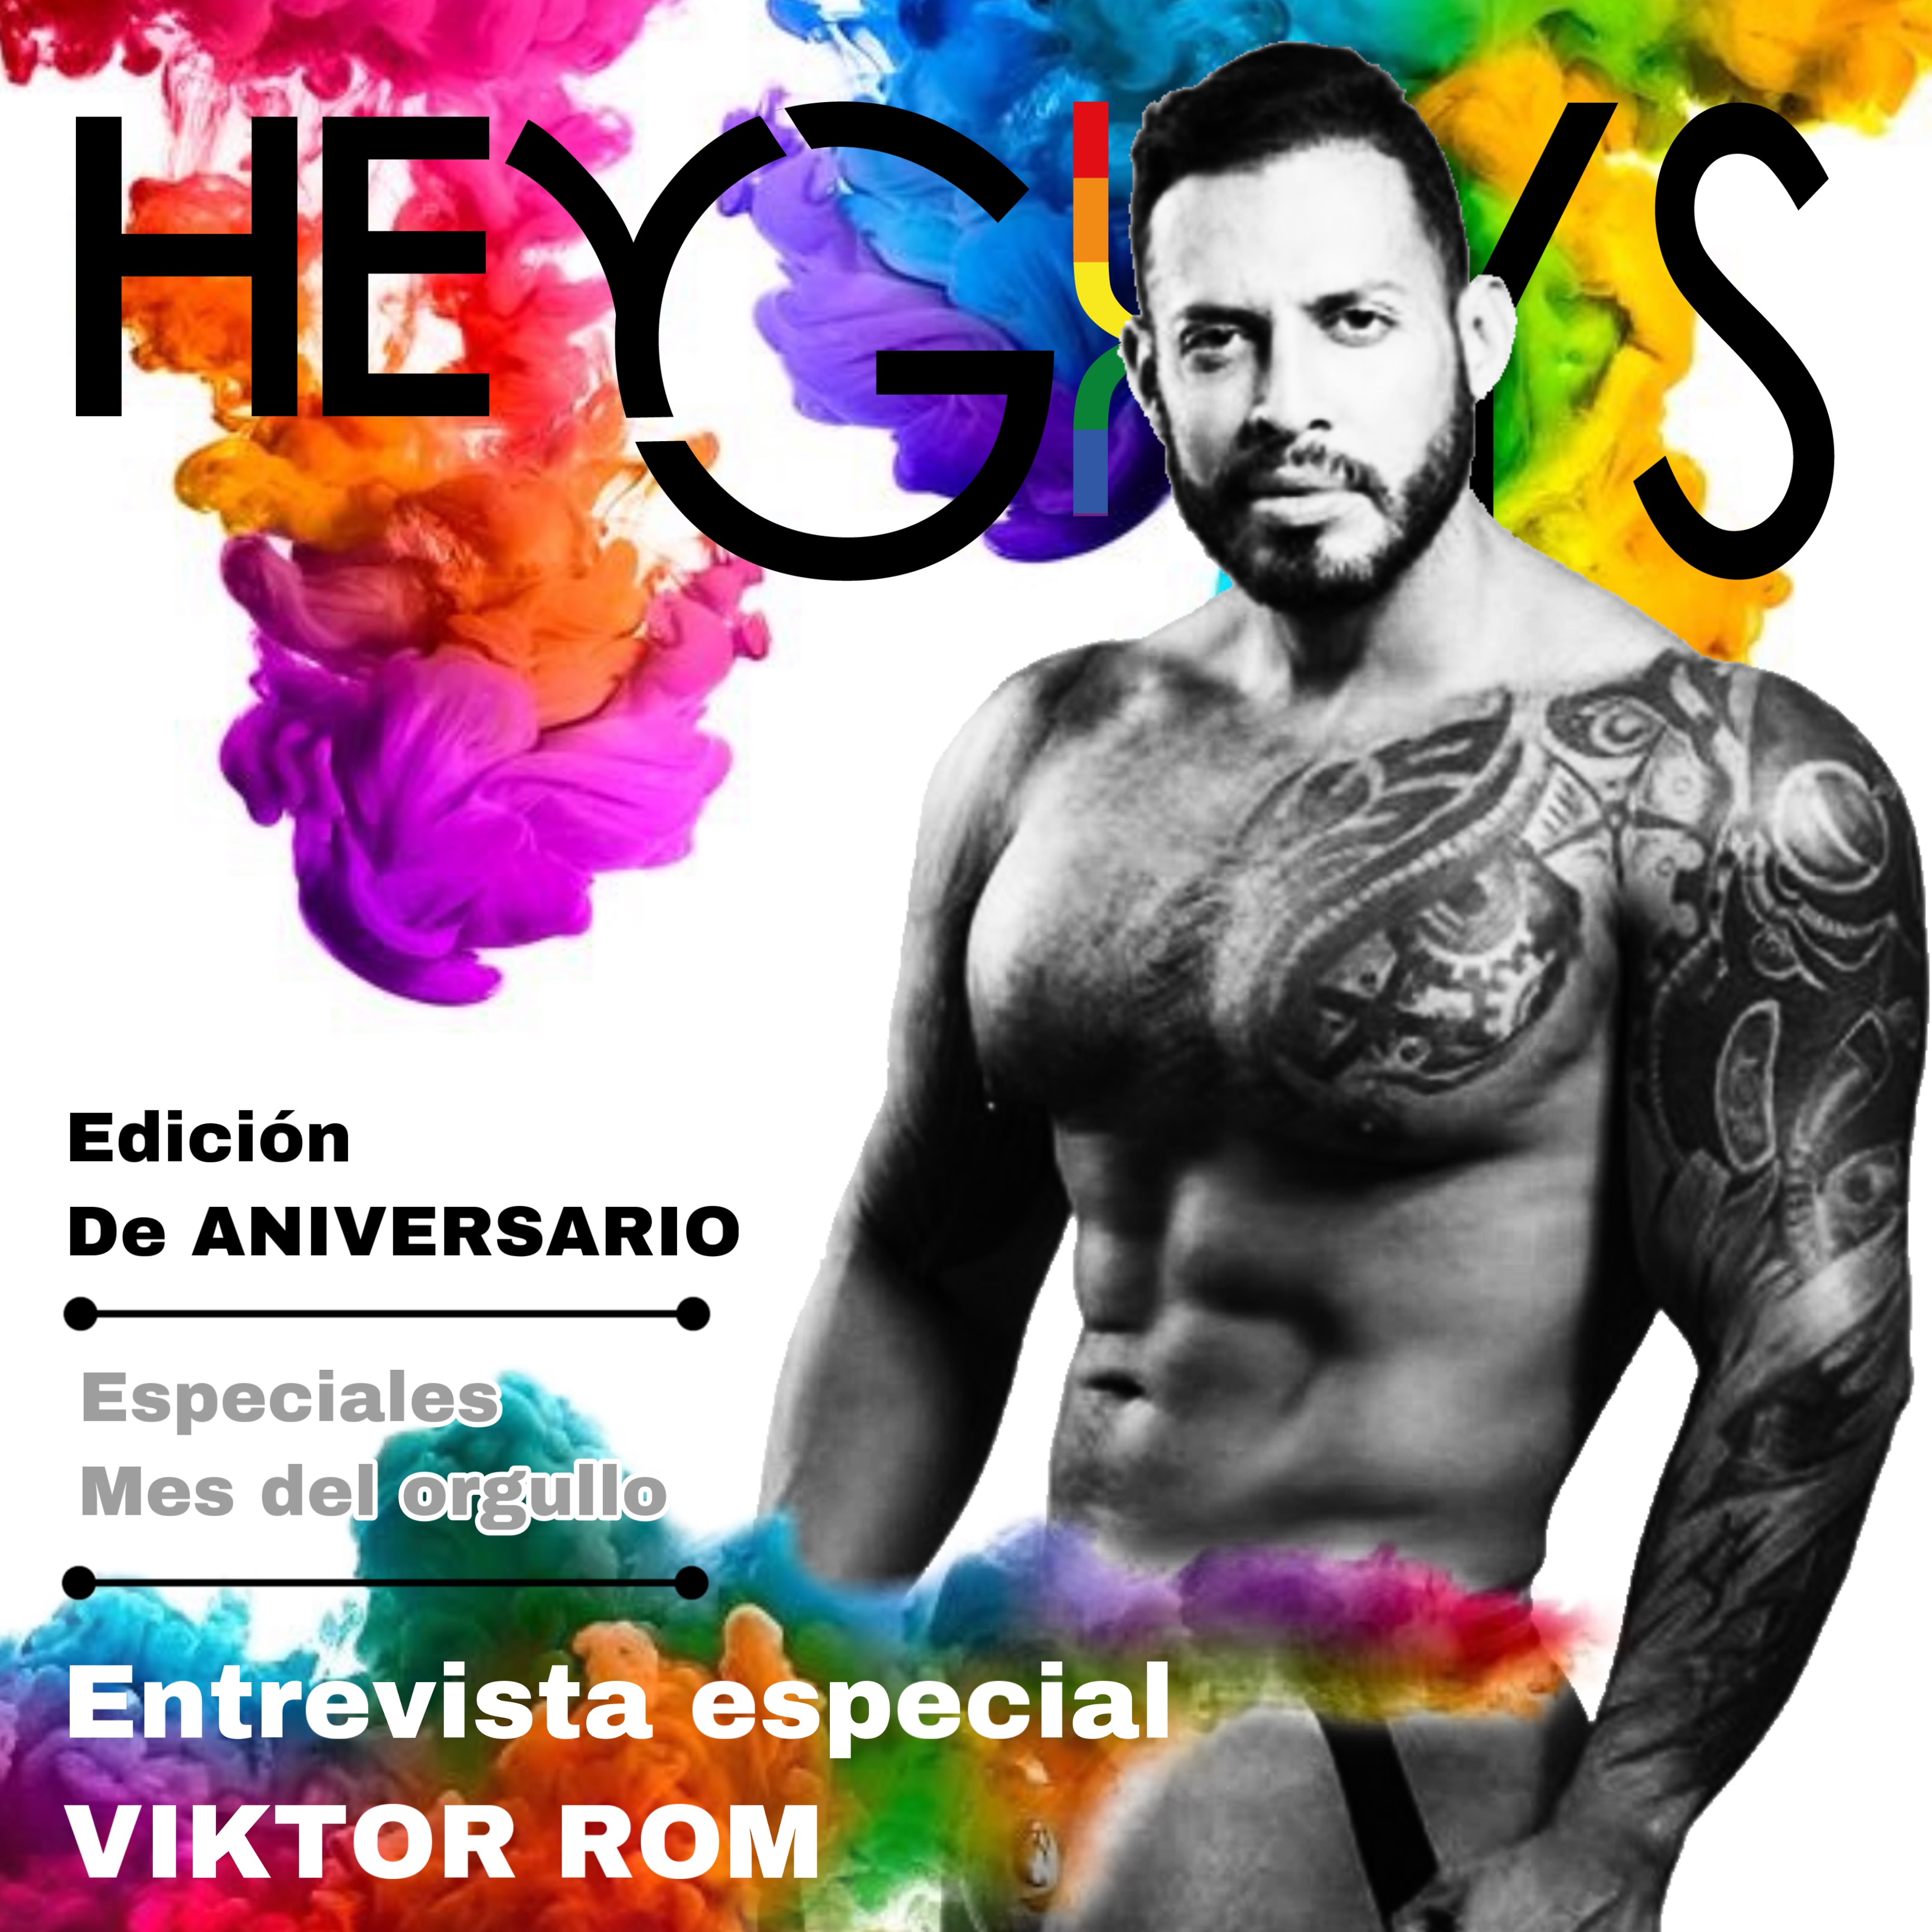 HEYGUYS
Edición
De ANIVERSARIO
Especiales
Mes del orgullo
Entrevista especial
VIKTOR ROM